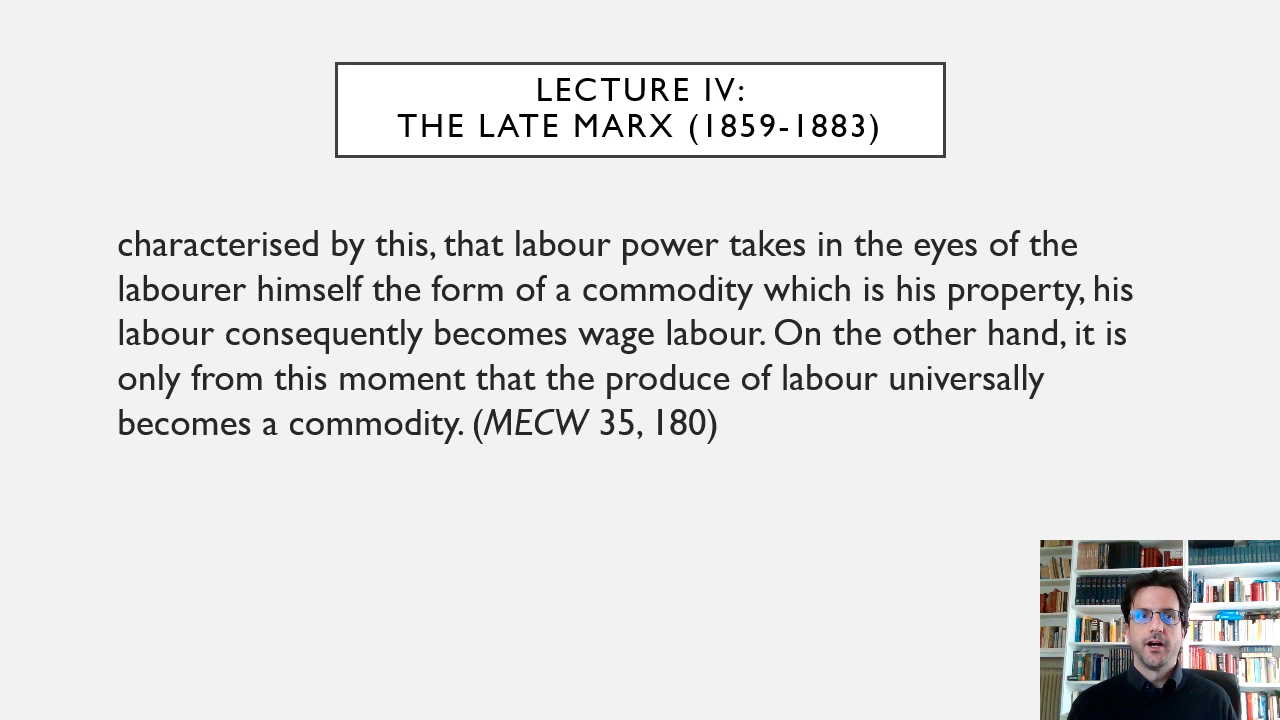 LECTURE IV:
THE LATE MARX (1859-1883)
characterised by this, that labour power takes in the eyes of the
labourer himself the form of a commodity which is his property, his
labour consequently becomes wage labour. On the other hand, it is
only from this moment that the produce of labour universally
becomes a commodity. (MECW 35, 180)